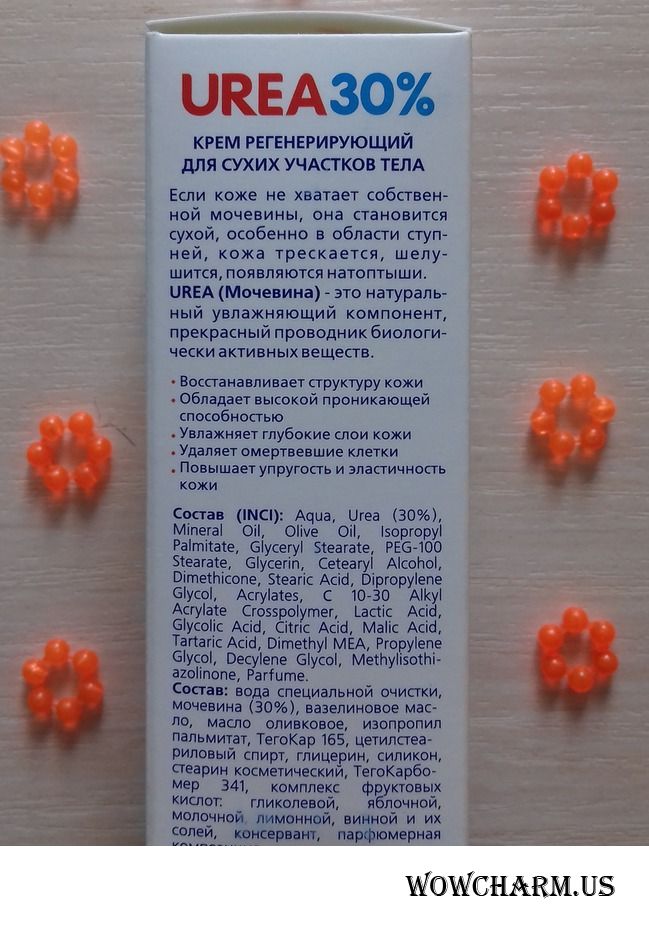 UREA 30%
КРЕМ РЕГЕНЕРИРУЮЩИЙ
ДЛЯ СУХИХ УЧАСТКОВ ТЕЛА
Если коже не хватает собствен-
ной мочевины, она становится
сухой, особенно в области ступ-
ней, кожа трескается, шелу-
шится, появляются натоптыши.
UREA (Мочевина) - это натураль-
ный увлажняющий компонент,
прекрасный проводник биологи-
чески активных веществ.
• Восстанавливает структуру кожи
• Обладает высокой проникающей
способностью
• Увлажняет глубокие слои кожи
• Удаляет омертвевшие клетки
• Повышает упругость и эластичность
кожи
Состав (INCI): Aqua, Urea (30%),
Mineral Oil, Olive Oil, Isopropyl
Palmitate, Glyceryl Stearate, PEG-100
Stearate, Glycerin, Cetearyl Alcohol,
Dimethicone, Stearic Acid, Dipropylene
Glycol, Acrylates, C 10-30 Alkyl
Acrylate Crosspolymer, Lactic Acid,
Glycolic Acid, Citric Acid, Malic Acid,
Tartaric Acid, Dimethyl MEA, Propylene
Glycol, Decylene Glycol, Methylisothi-
azolinone, Parfume.
Состав: вода специальной очистки,
мочевина (30%), вазелиновое мас-
ло, масло оливковое, изопропил
пальмитат, ТегоКар 165, цетилстеа-
риловый спирт, глицерин, силикон,
стеарин косметический, ТегоКарбо-
мер 341, комплекс фруктовых
кислот: гликолевой, яблочной,
молочной лимонной, винной и их
солей, консервант, парфюмерная
WOWCHARM.US